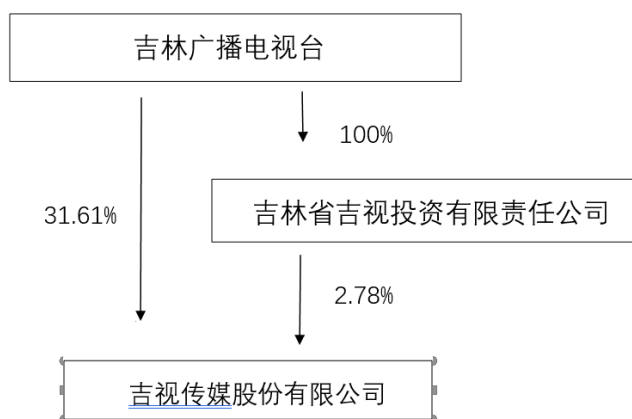 吉林广播电视台
100%
31.61%
吉林省吉视投资有限责任公司
2.78%
吉视传媒股份有限公司